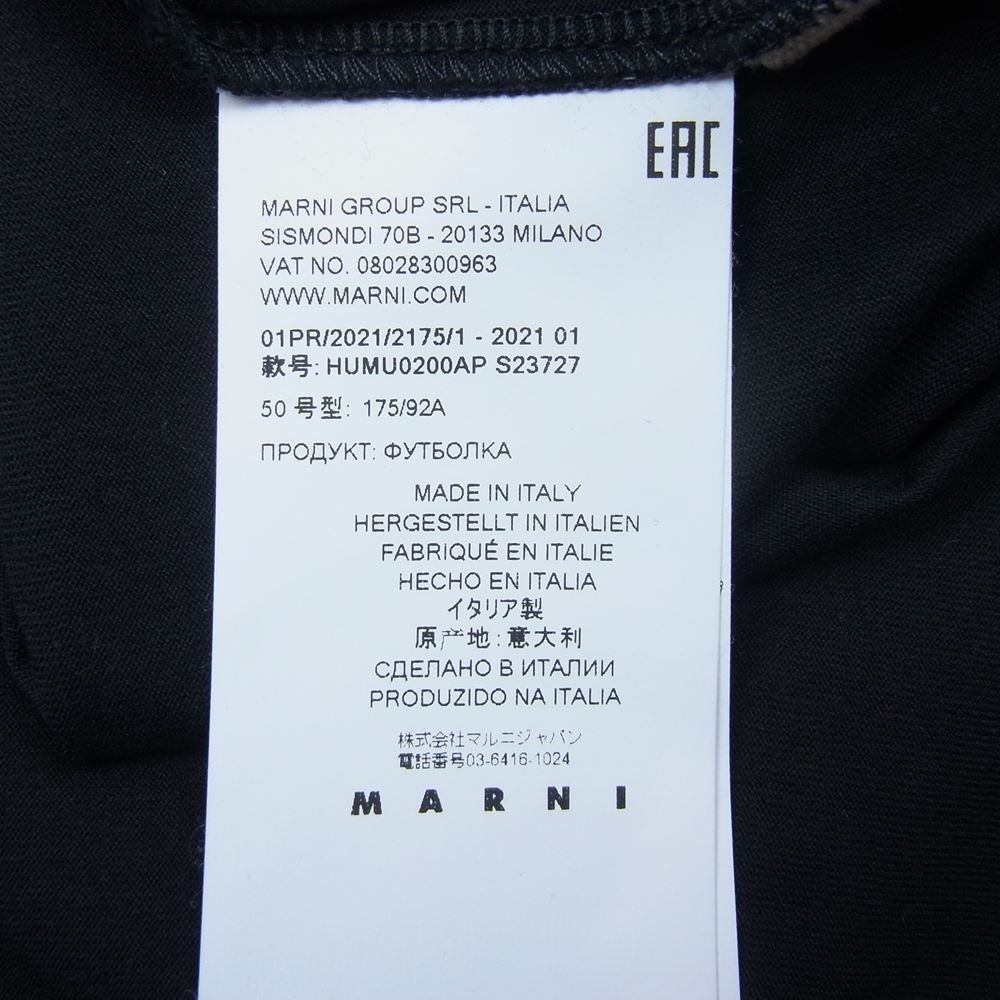 EAC
MARNI GROUP SRL - ITALIA
SISMONDI 70B - 20133 MILANO
VAT NO. 08028300963
WWW.MARNI.COM
01PR/2021/2175/1 - 2021 01
款号: HUMU0200AP S23727
50 号型: 175/92A
ПРОДУКТ: ФУТБОЛКА
MADE IN ITALY
HERGESTELLT IN ITALIEN
FABRIQUÉ EN ITALIE
HECHO EN ITALIA
イタリア製
原产地: 意大利
СДЕЛАНО В ИТАЛИИ
PRODUZIDO NA ITALIA
株式会社マルニジャパン
電話番号03-6416-1024
MARNI